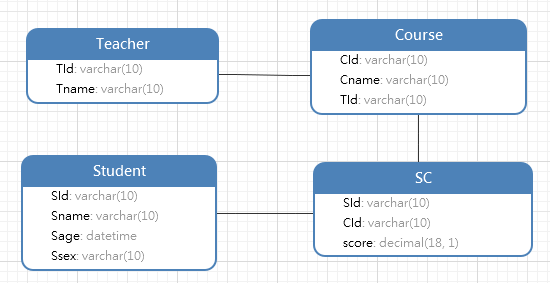 Teacher
TId: varchar(10)
Tname: varchar(10)
Course
CId: varchar(10)
Cname: varchar(10)
TId: varchar(10)
Student
SId: varchar(10)
Sname: varchar(10)
Sage: datetime
Ssex: varchar(10)
SC
SId: varchar(10)
CId: varchar(10)
score: decimal(18, 1)